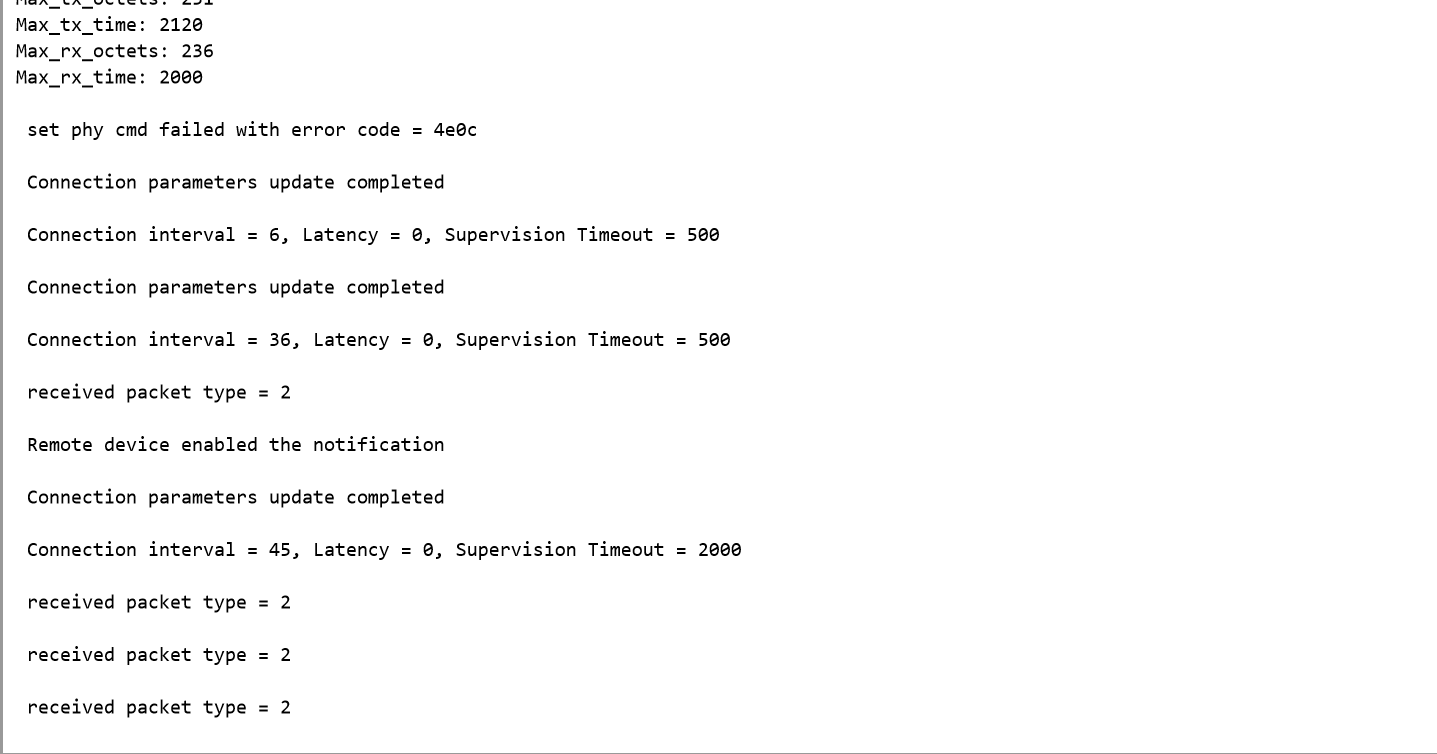 Max_tx_octets: 251
Max_tx_time: 2120
Max_rx_octets: 236
Max_rx_time: 2000
set phy cmd failed with error code = 4e0c
Connection parameters update completed
Connection interval = 6, Latency = 0, Supervision Timeout = 500
Connection parameters update completed
Connection interval = 36, Latency = 0, Supervision Timeout = 500
received packet type = 2
Remote device enabled the notification
Connection parameters update completed
Connection interval = 45, Latency = 0, Supervision Timeout = 2000
received packet type = 2
received packet type = 2
received packet type = 2